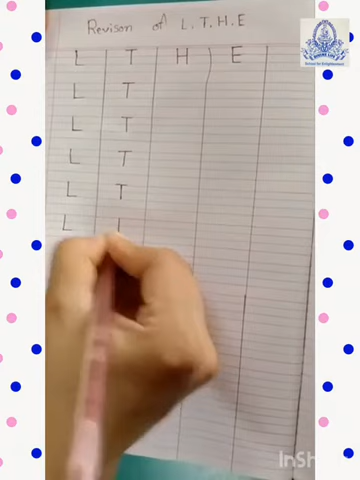 Revison of L.T.H.E
L T H E
L T
L T
L T
L T
L
InSh